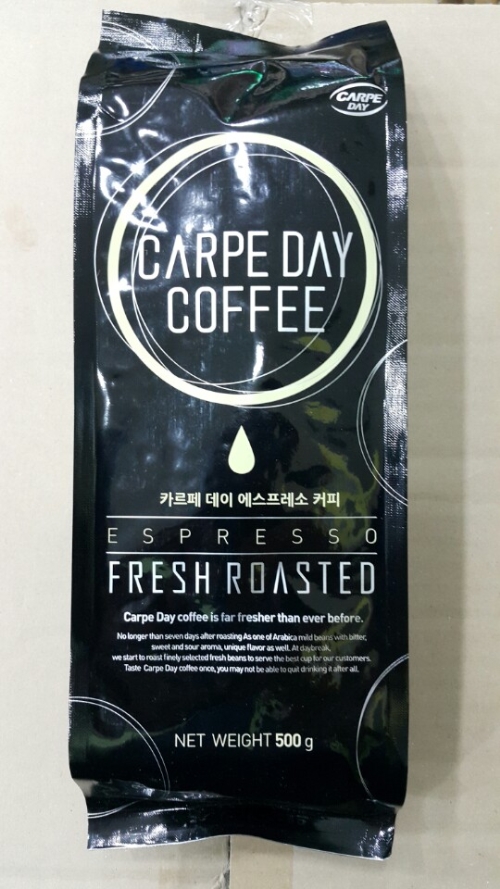 CARPE
DAY
CARPE DAY
COFFEE
카르페 데이 에스프레소 커피
ESPRESSO
FRESH ROASTED
Carpe Day coffee is far fresher than ever before.
No longer than seven days after roasting As one of Arabica mild beans with bitter,
sweet and sour aroma, unique flavor as well. At daybreak,
we start to roast finely selected fresh beans to serve the best cup for our customers.
Taste Carpe Day coffee once, you may not be able to quit drinking it after all.
NET WEIGHT 500 g